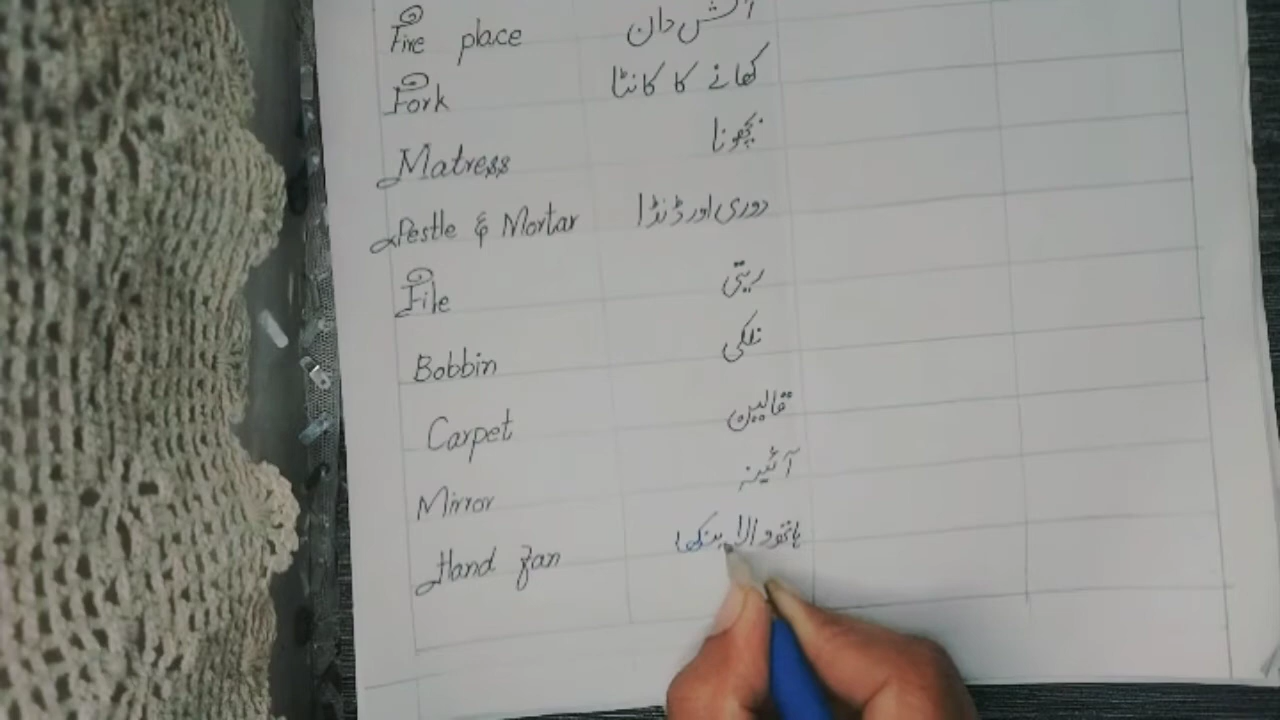 Fire place آتش دان
Fork کھانے کا کانٹا
Matress بچھونا
Pestle & Mortar دوری اور ڈنڈا
File ریتی
Bobbin نلکی
Carpet قالین
Mirror آئینہ
Hand fan ہاتھ والا پنکھا